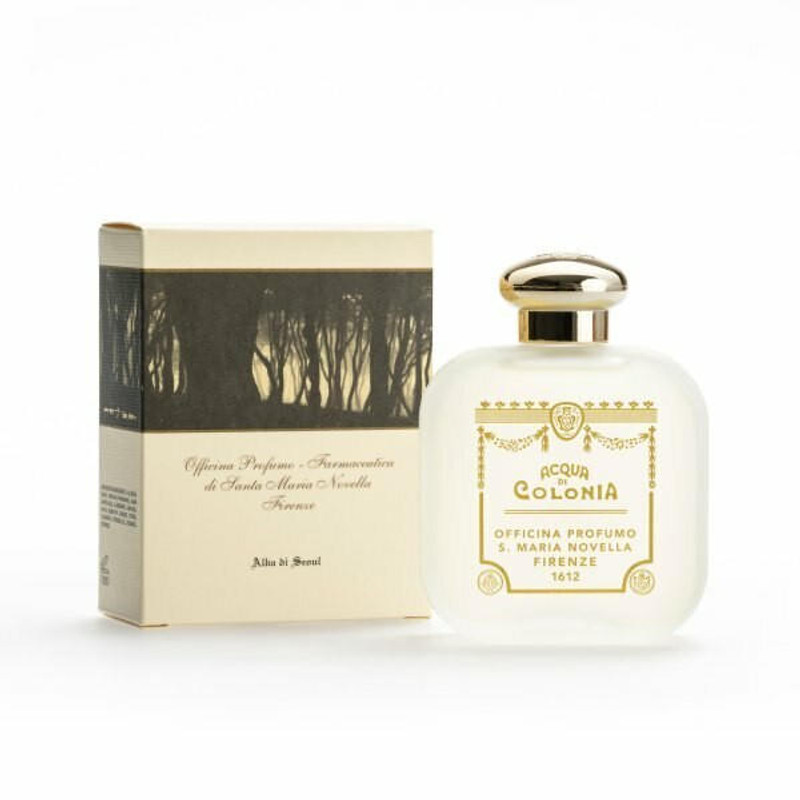 Officina Profumo - Farmaceutica
di Santa Maria Novella
Firenze
Alba di Seoul
ACQUA
DI
COLONIA
OFFICINA PROFUMO
S. MARIA NOVELLA
FIRENZE
1612